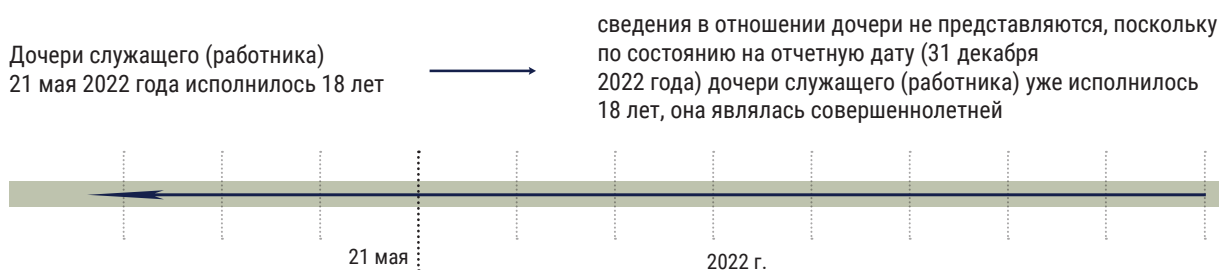 Дочери служащего (работника)
21 мая 2022 года исполнилось 18 лет
сведения в отношении дочери не представляются, поскольку
по состоянию на отчетную дату (31 декабря
2022 года) дочери служащего (работника) уже исполнилось
18 лет, она являлась совершеннолетней
21 мая
2022 г.